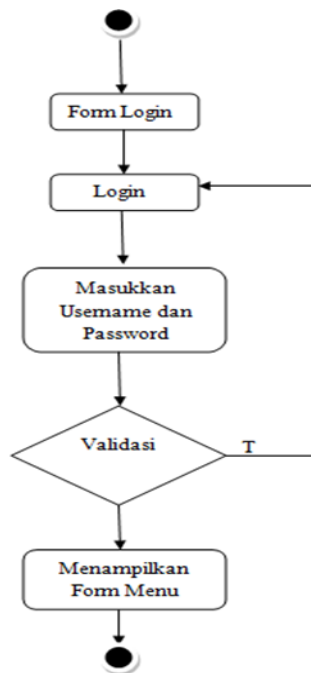 Form Login
Login
Masukkan
Username dan
Password
Validasi
T
Menampilkan
Form Menu